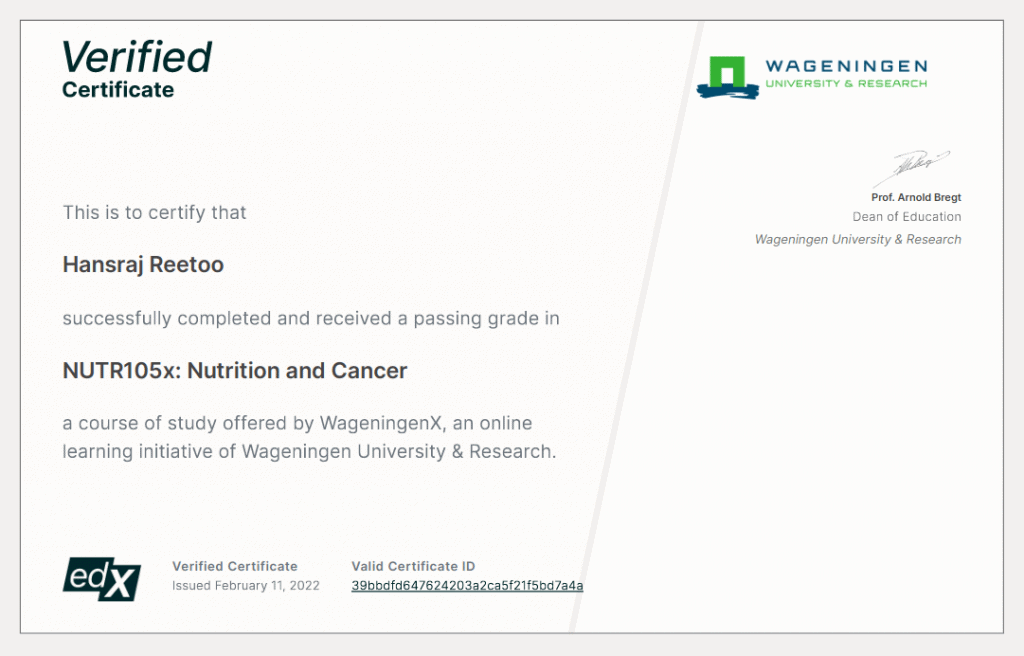 Verified
Certificate
WAGENINGEN
UNIVERSITY & RESEARCH
Prof. Arnold Bregt
Dean of Education
Wageningen University & Research
This is to certify that
Hansraj Reetoo
successfully completed and received a passing grade in
NUTR105x: Nutrition and Cancer
a course of study offered by WageningenX, an online
learning initiative of Wageningen University & Research.
edX
Verified Certificate
Issued February 11, 2022
Valid Certificate ID
39bbdfd647624203a2ca5f21f5bd7a4a